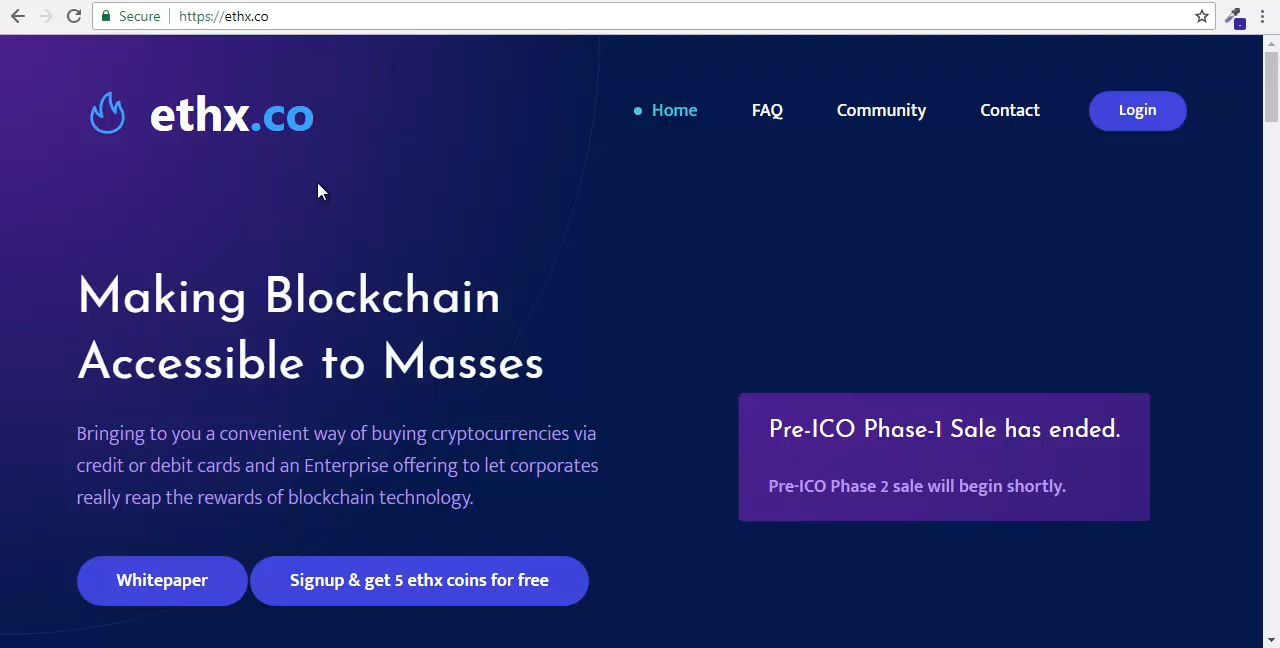 Secure
https://ethx.co
ethx.co
Home
FAQ
Community
Contact
Login
Making Blockchain
Accessible to Masses
Bringing to you a convenient way of buying cryptocurrencies via
credit or debit cards and an Enterprise offering to let corporates
really reap the rewards of blockchain technology.
Whitepaper
Signup & get 5 ethx coins for free
Pre-ICO Phase-1 Sale has ended.
Pre-ICO Phase 2 sale will begin shortly.